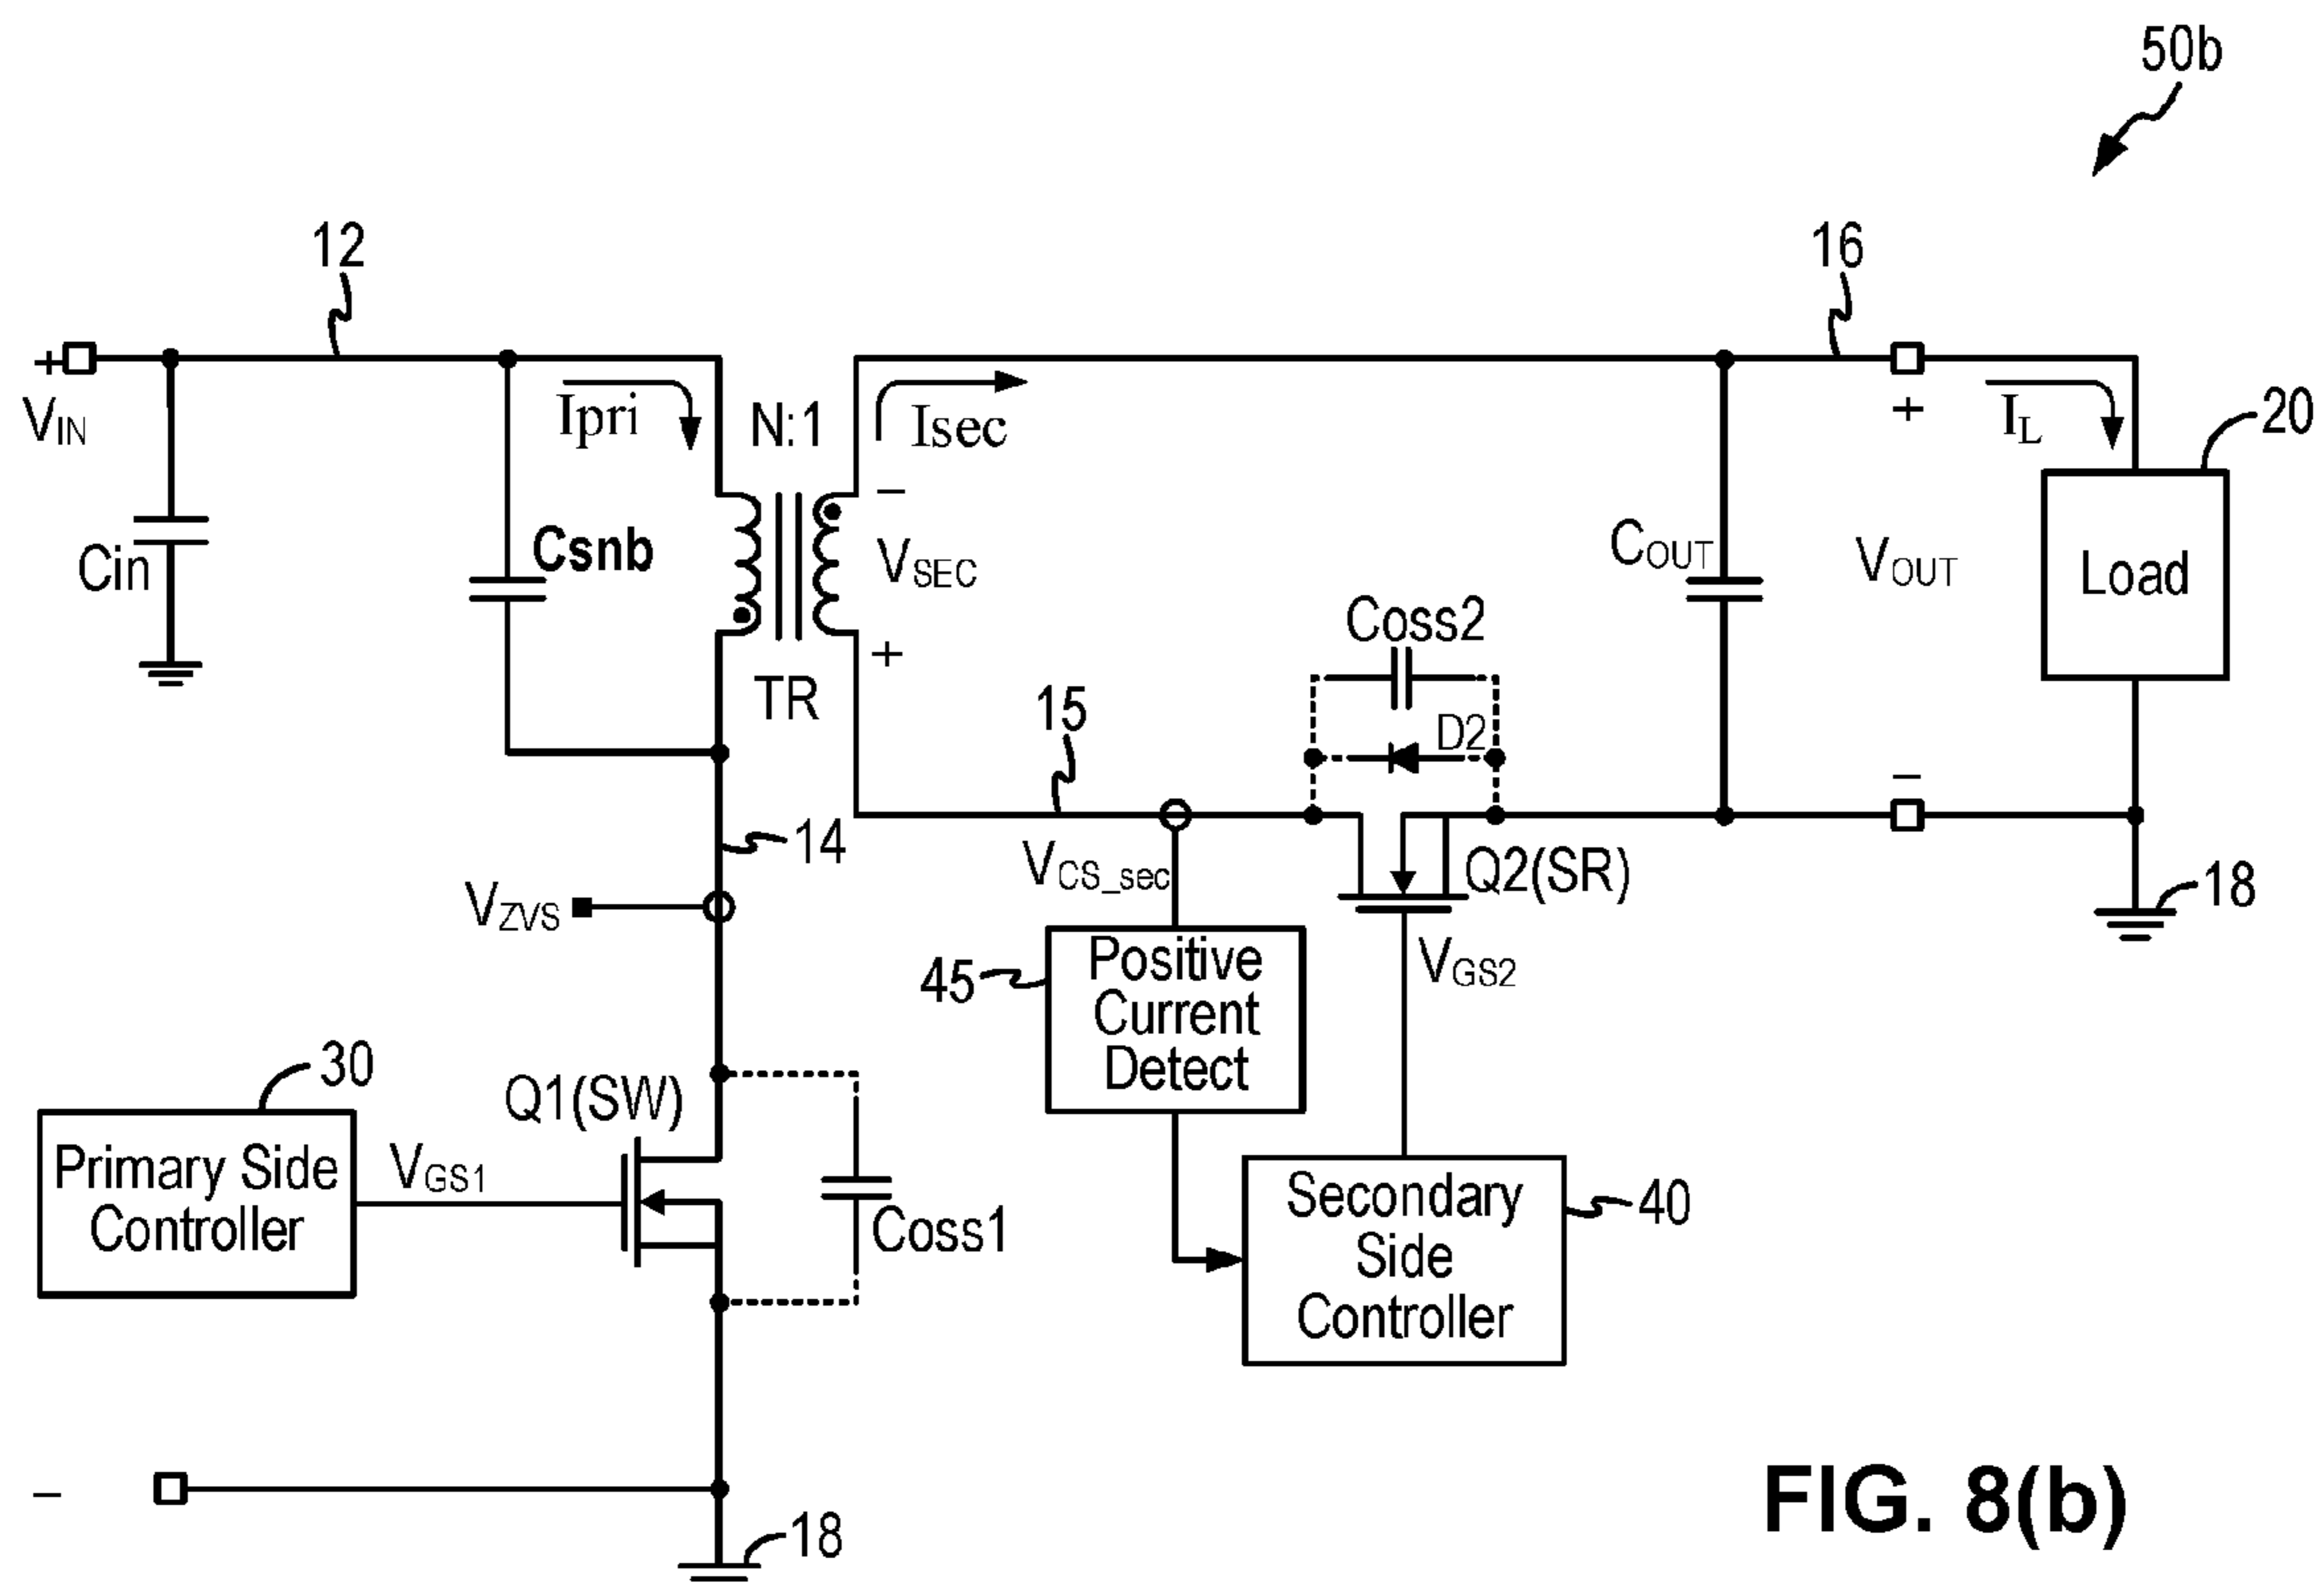 50b
12
16
+
VIN
Ipri
N:1
Isec
+
IL
20
Cin
Csnb
−
VSEC
+
TR
COUT
VOUT
Load
Coss2
D2
15
14
VZVS
VCS_sec
Q2(SR)
−
18
45
Positive
Current
Detect
VGS2
30
Q1(SW)
Primary Side
Controller
VGS1
Coss1
Secondary
Side
Controller
40
−
18
FIG. 8(b)